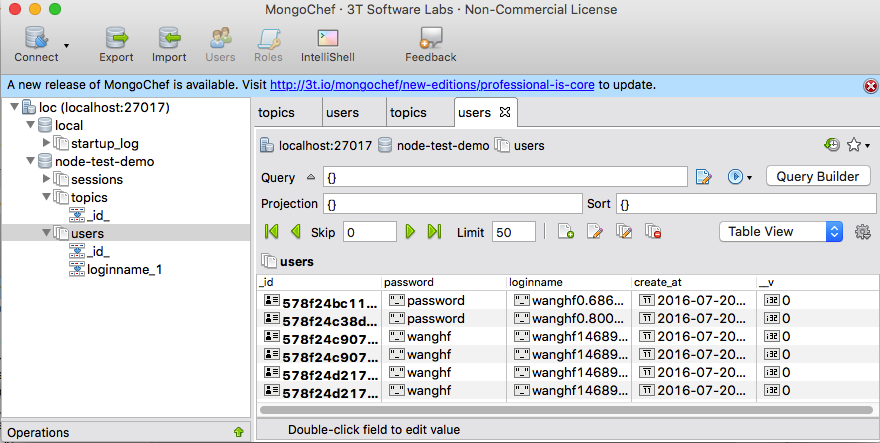 MongoChef · 3T Software Labs · Non-Commercial License
Connect Export Import Users Roles IntelliShell Feedback
A new release of MongoChef is available. Visit http://3t.io/mongochef/new-editions/professional-is-core to update.
loc (localhost:27017)
local
startup_log
node-test-demo
sessions
topics
_id_
users
_id_
loginname_1
Operations
topics users topics users
localhost:27017 node-test-demo users
Query {} Query Builder
Projection {} Sort {}
Skip 0 Limit 50 Table View
users
_id password loginname create_at __v
578f24bc11... password wanghf0.686... 2016-07-20... 0
578f24c38d... password wanghf0.800... 2016-07-20... 0
578f24c907... wanghf wanghf14689... 2016-07-20... 0
578f24c907... wanghf wanghf14689... 2016-07-20... 0
578f24d217... wanghf wanghf14689... 2016-07-20... 0
578f24d217... wanghf wanghf14689... 2016-07-20... 0
Double-click field to edit value